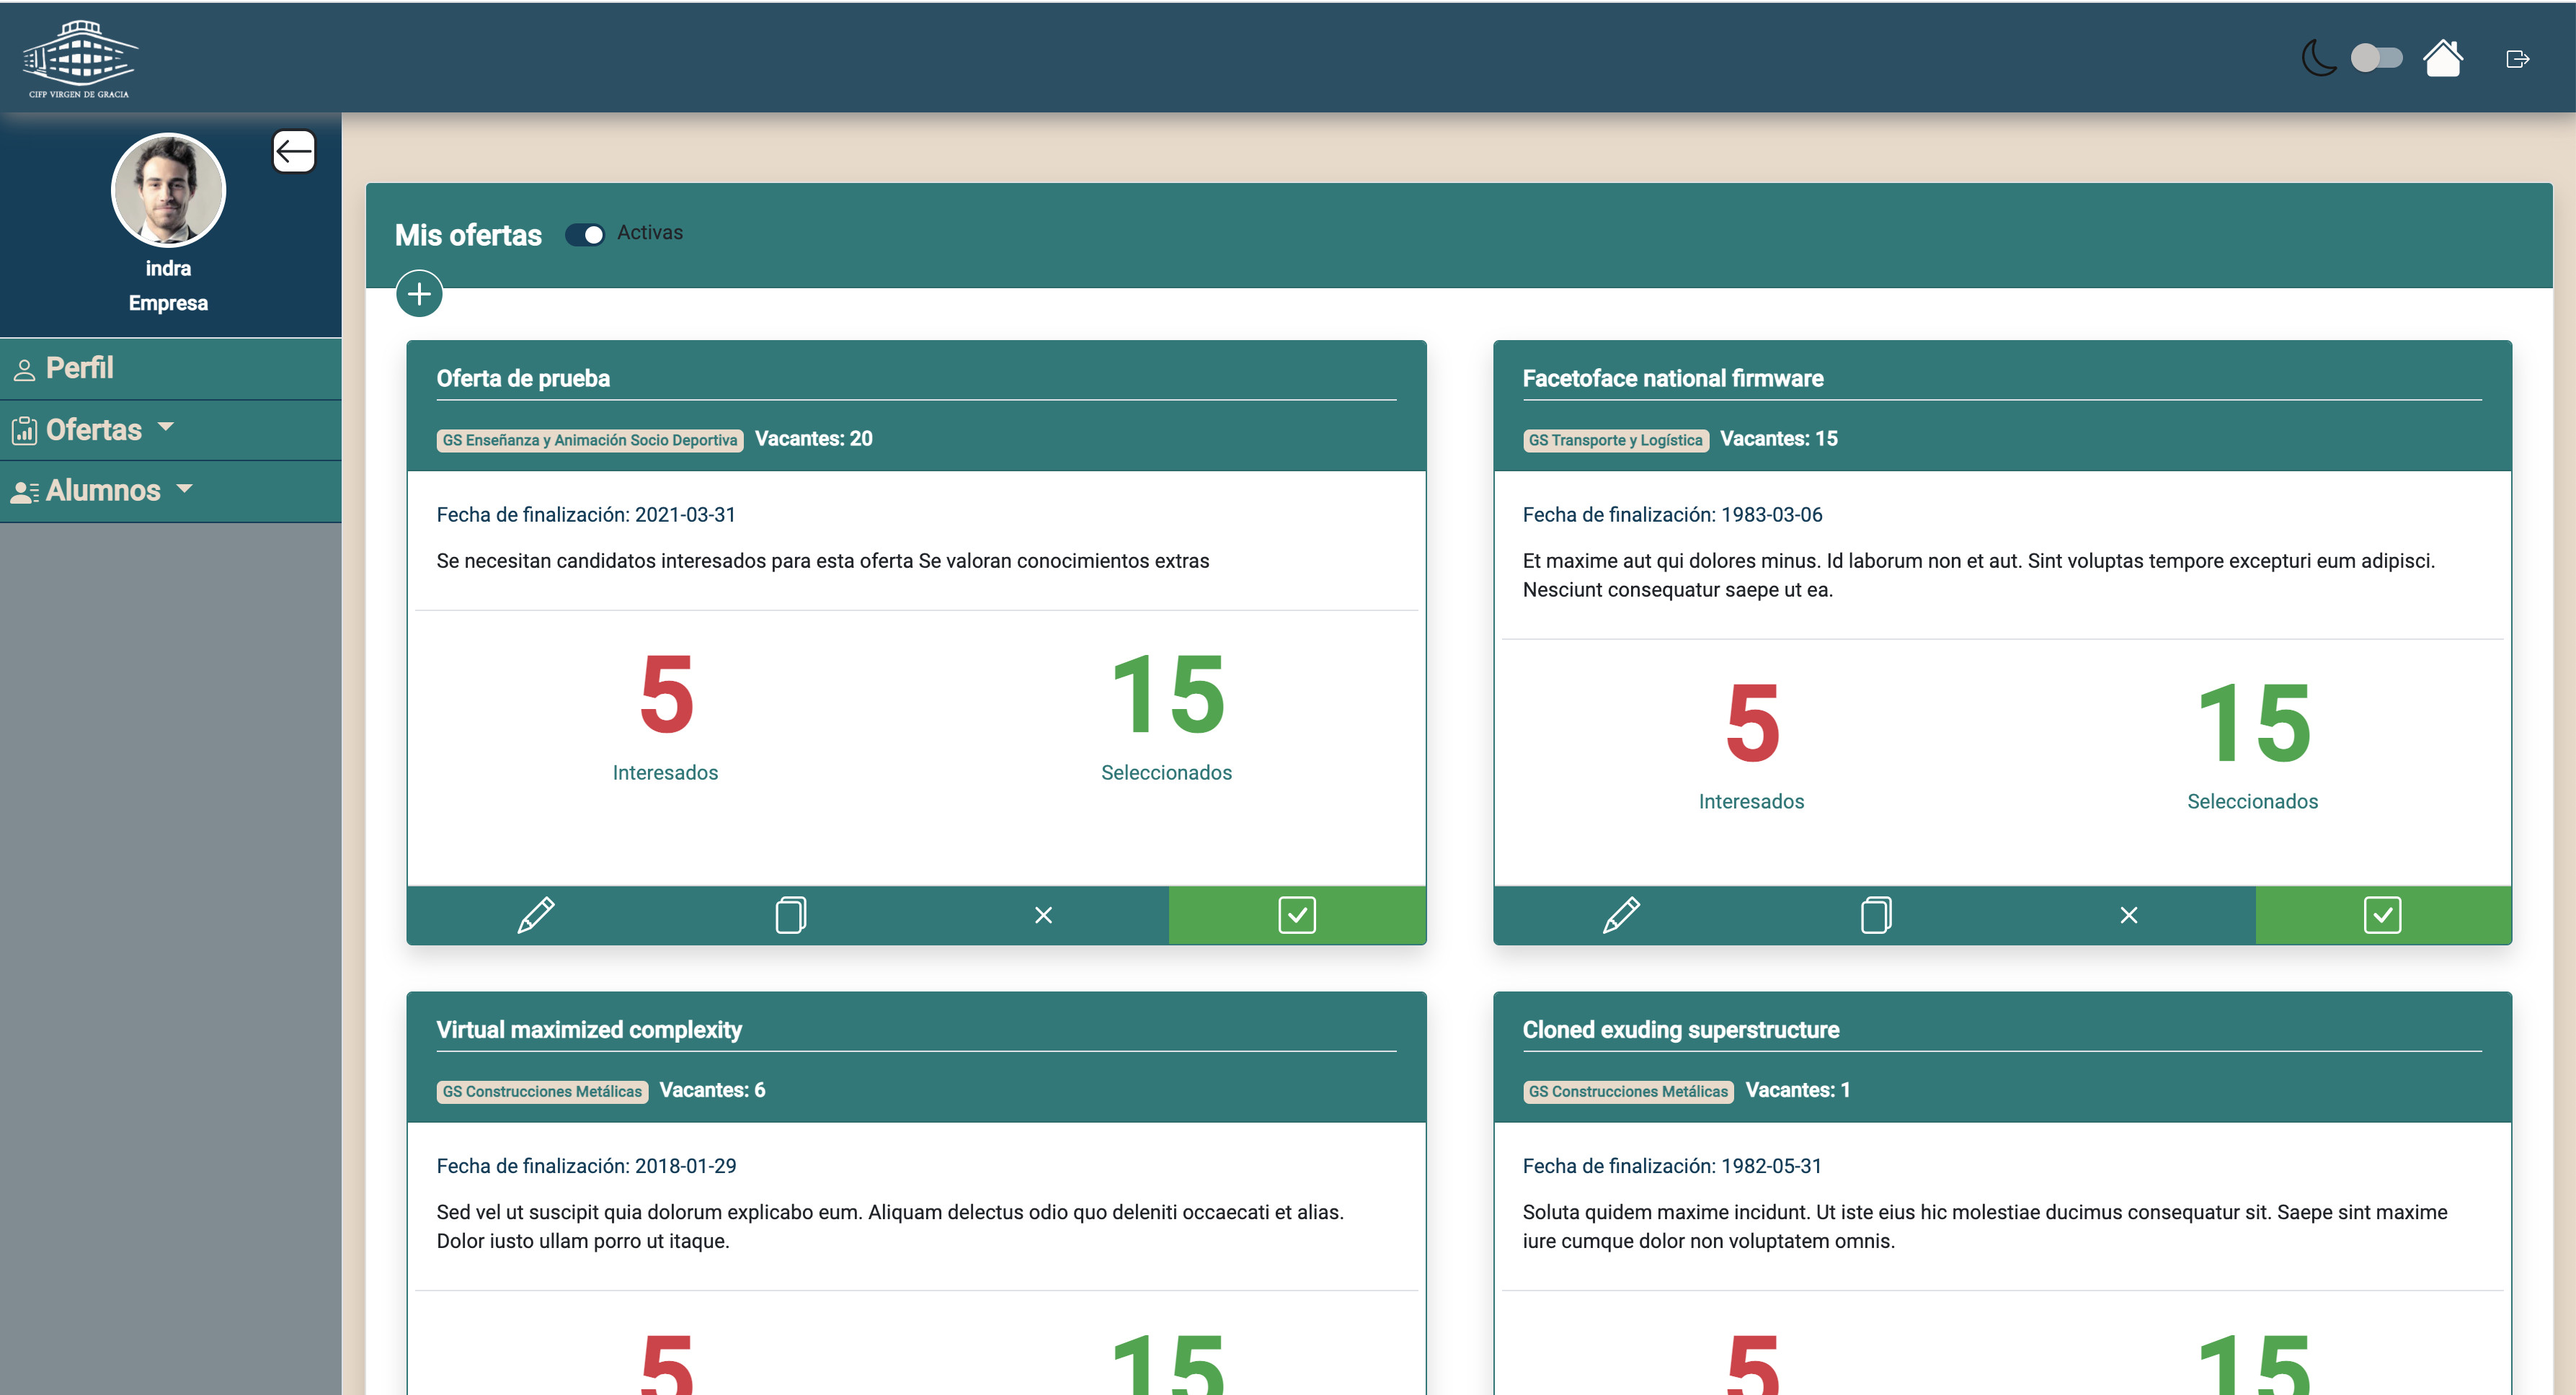 CIFP VIRGEN DE GRACIA
indra
Empresa
Perfil
Ofertas
Alumnos
Mis ofertas
Activas
Oferta de prueba
GS Enseñanza y Animación Socio Deportiva
Vacantes: 20
Fecha de finalización: 2021-03-31
Se necesitan candidatos interesados para esta oferta Se valoran conocimientos extras
5
15
Interesados
Seleccionados
Facetoface national firmware
GS Transporte y Logística
Vacantes: 15
Fecha de finalización: 1983-03-06
Et maxime aut qui dolores minus. Id laborum non et aut. Sint voluptas tempore excepturi eum adipisci.
Nesciunt consequatur saepe ut ea.
5
15
Interesados
Seleccionados
Virtual maximized complexity
GS Construcciones Metálicas
Vacantes: 6
Fecha de finalización: 2018-01-29
Sed vel ut suscipit quia dolorum explicabo eum. Aliquam delectus odio quo deleniti occaecati et alias.
Dolor iusto ullam porro ut itaque.
5
15
Cloned exuding superstructure
GS Construcciones Metálicas
Vacantes: 1
Fecha de finalización: 1982-05-31
Soluta quidem maxime incidunt. Ut iste eius hic molestiae ducimus consequatur sit. Saepe sint maxime
iure cumque dolor non voluptatem omnis.
5
15